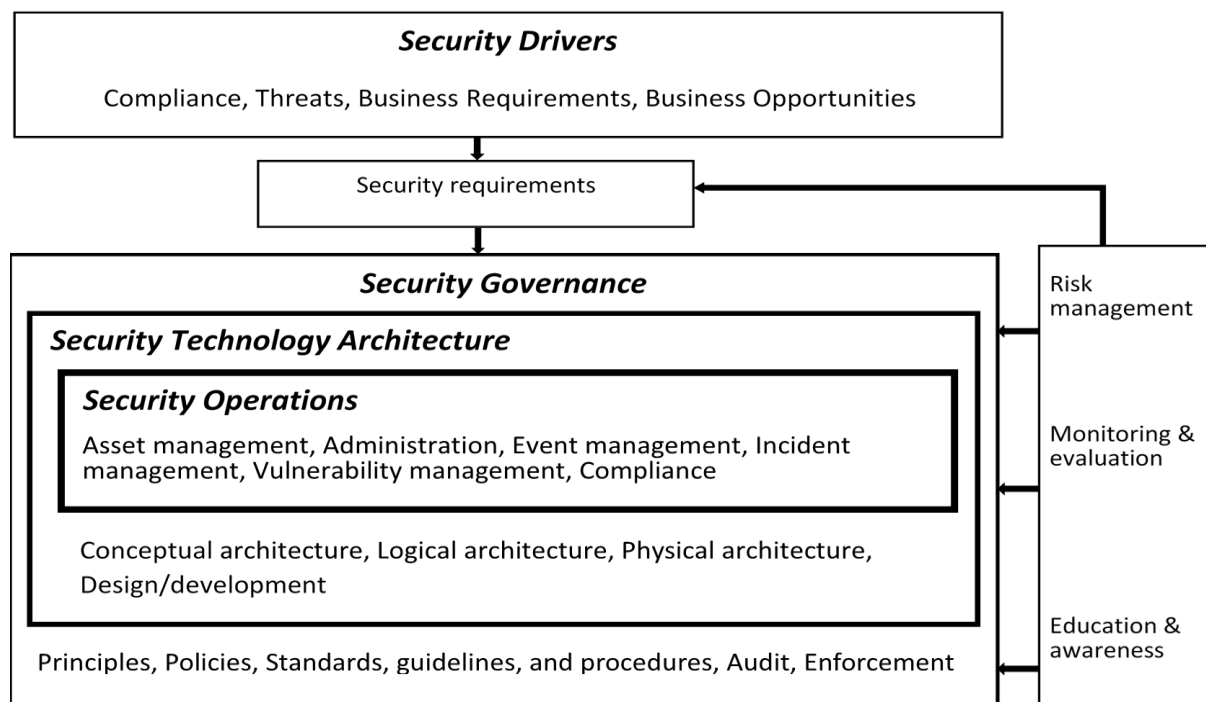 Security Drivers
Compliance, Threats, Business Requirements, Business Opportunities
Security requirements
Security Governance
Security Technology Architecture
Security Operations
Asset management, Administration, Event management, Incident
management, Vulnerability management, Compliance
Conceptual architecture, Logical architecture, Physical architecture,
Design/development
Principles, Policies, Standards, guidelines, and procedures, Audit, Enforcement
Risk
management
Monitoring &
evaluation
Education &
awareness